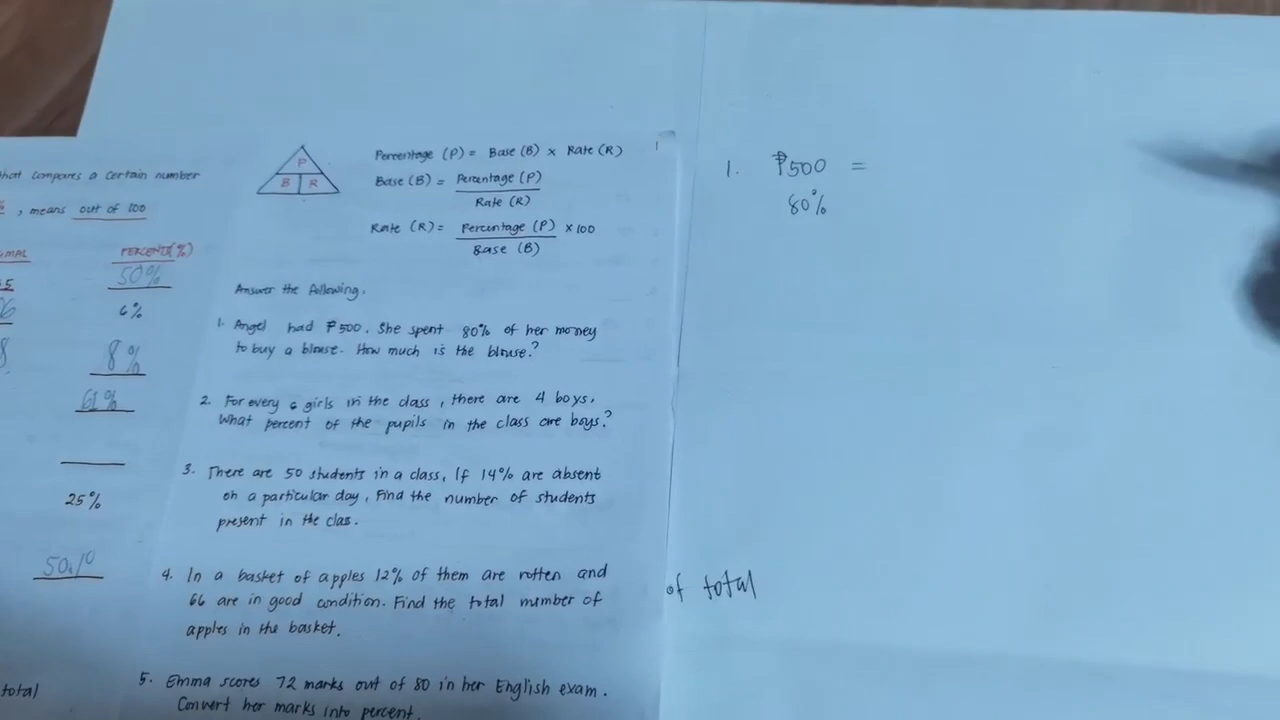 hat compares a certain number
, means out of 100
MAL PERCENT(%)
5 50%
6%
8 8%
61%
25%
total
P
B R
Percentage (P) = Base (B) x Rate (R)
Base (B) = Percentage (P)
Rate (R)
Rate (R) = Percentage (P) x 100
Base (B)
Answer the following.
1. Angel had ₱500. She spent 80% of her money
to buy a blouse. How much is the blouse?
2. For every 6 girls in the class, there are 4 boys.
What percent of the pupils in the class are boys?
3. There are 50 students in a class, If 14% are absent
on a particular day, Find the number of students
present in the clas.
4. In a basket of apples 12% of them are rotten and
66 are in good condition. Find the total number of
apples in the basket.
5. Emma scores 72 marks out of 80 in her English exam.
Convert her marks into percent.
1. ₱500 =
80%
of total